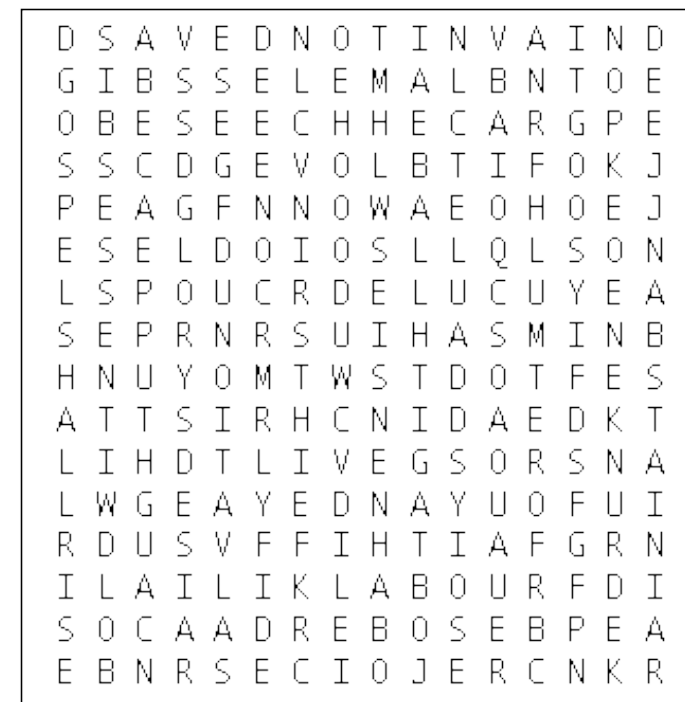 D S A V E D N O T I N V A I N D
G I B S S E L E M A L B N T O E
O B E S E E C H H E C A R G P E
S S C D G E V O L B T I F O K J
P E A G F N N O W A E O H O E J
E S E L D O I O S L L Q L S O N
L S P O U C R D E L U C U Y E A
S E P R N R S U I H A S M I N B
H N U Y O M T W S T D O T F E S
A T T S I R H C N I D A E D K T
L I H D T L I V E G S O R S N A
L W G E A Y E D N A Y U O F U I
R D U S V F F I H T I A F G R N
I L A I L I K L A B O U R F D I
S O C A A D R E B O S E B P E A
E B N R S E C I O J E R C N K R